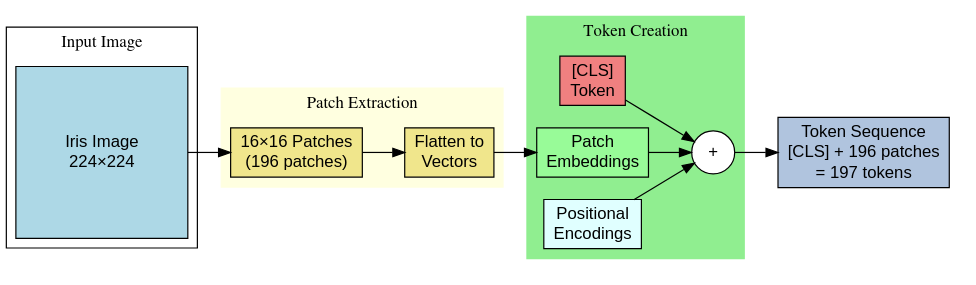 Input Image
Iris Image
224×224
Patch Extraction
16×16 Patches
(196 patches)
Flatten to
Vectors
Token Creation
[CLS]
Token
Patch
Embeddings
Positional
Encodings
+
Token Sequence
[CLS] + 196 patches
= 197 tokens